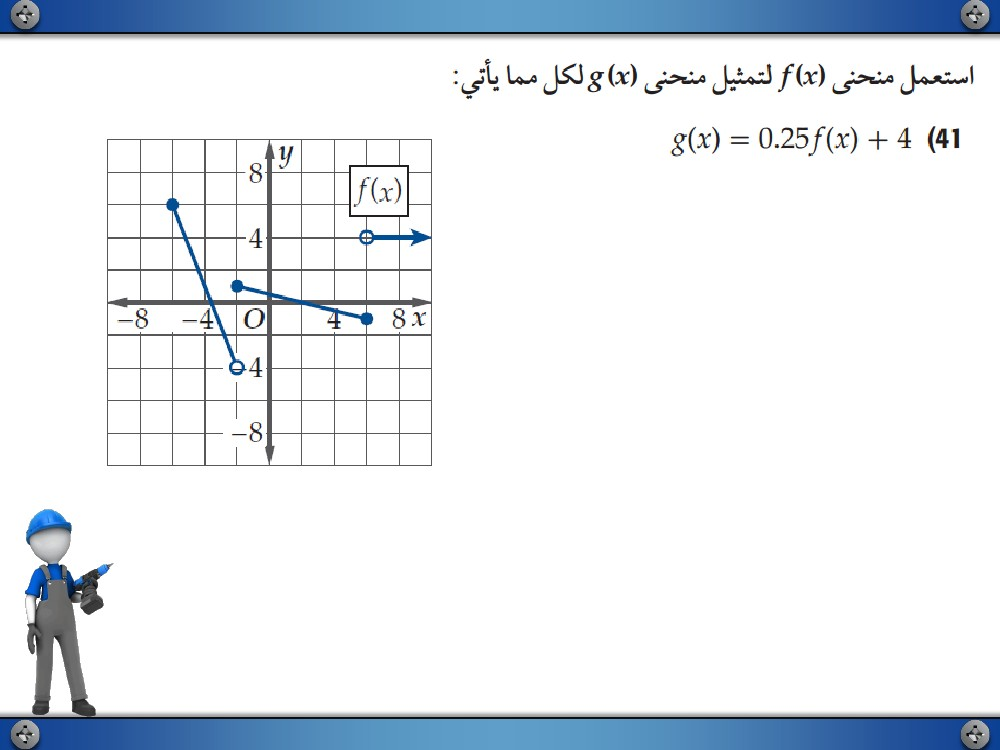 استعمل منحنى f(x) لتمثيل منحنى g(x) لكل مما يأتي:
41) g(x) = 0.25f(x) + 4
y
8
f(x)
4
−8 −4 O 4 8 x
−4
−8